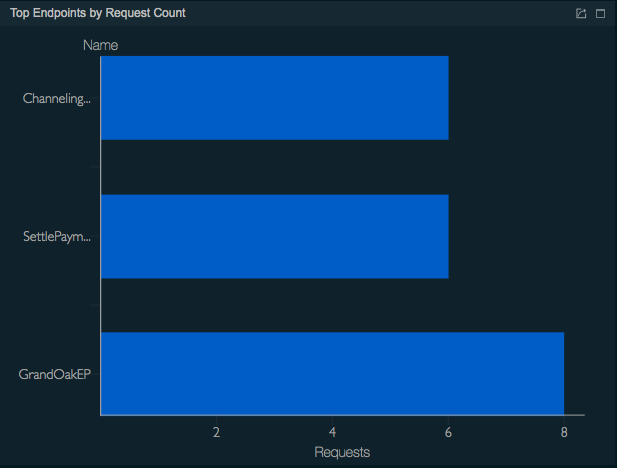 Top Endpoints by Request Count
Name
Channeling...
SettlePaym...
GrandOakEP
2 4 6 8
Requests